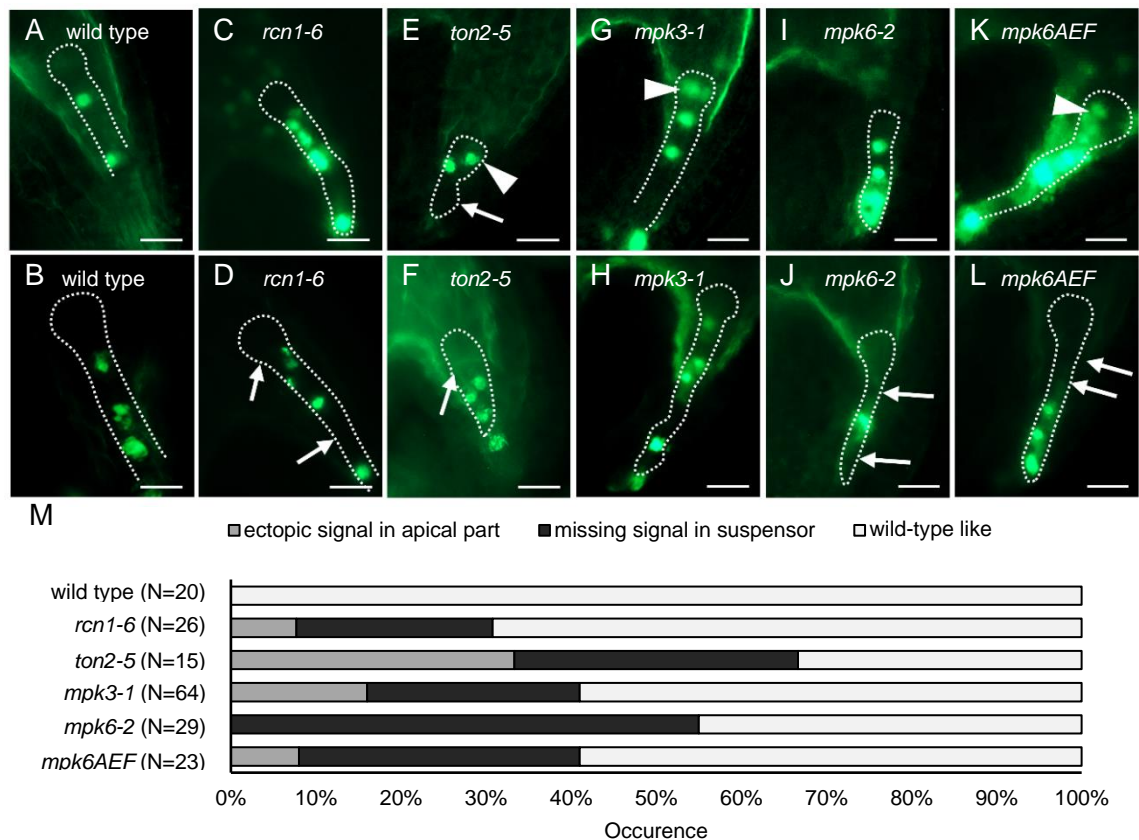 A wild type
C rcn1-6
E ton2-5
G mpk3-1
I mpk6-2
K mpk6AEF
B wild type
D rcn1-6
F ton2-5
H mpk3-1
J mpk6-2
L mpk6AEF
M
ectopic signal in apical part missing signal in suspensor wild-type like
wild type (N=20)
rcn1-6 (N=26)
ton2-5 (N=15)
mpk3-1 (N=64)
mpk6-2 (N=29)
mpk6AEF (N=23)
0% 10% 20% 30% 40% 50% 60% 70% 80% 90% 100%
Occurence